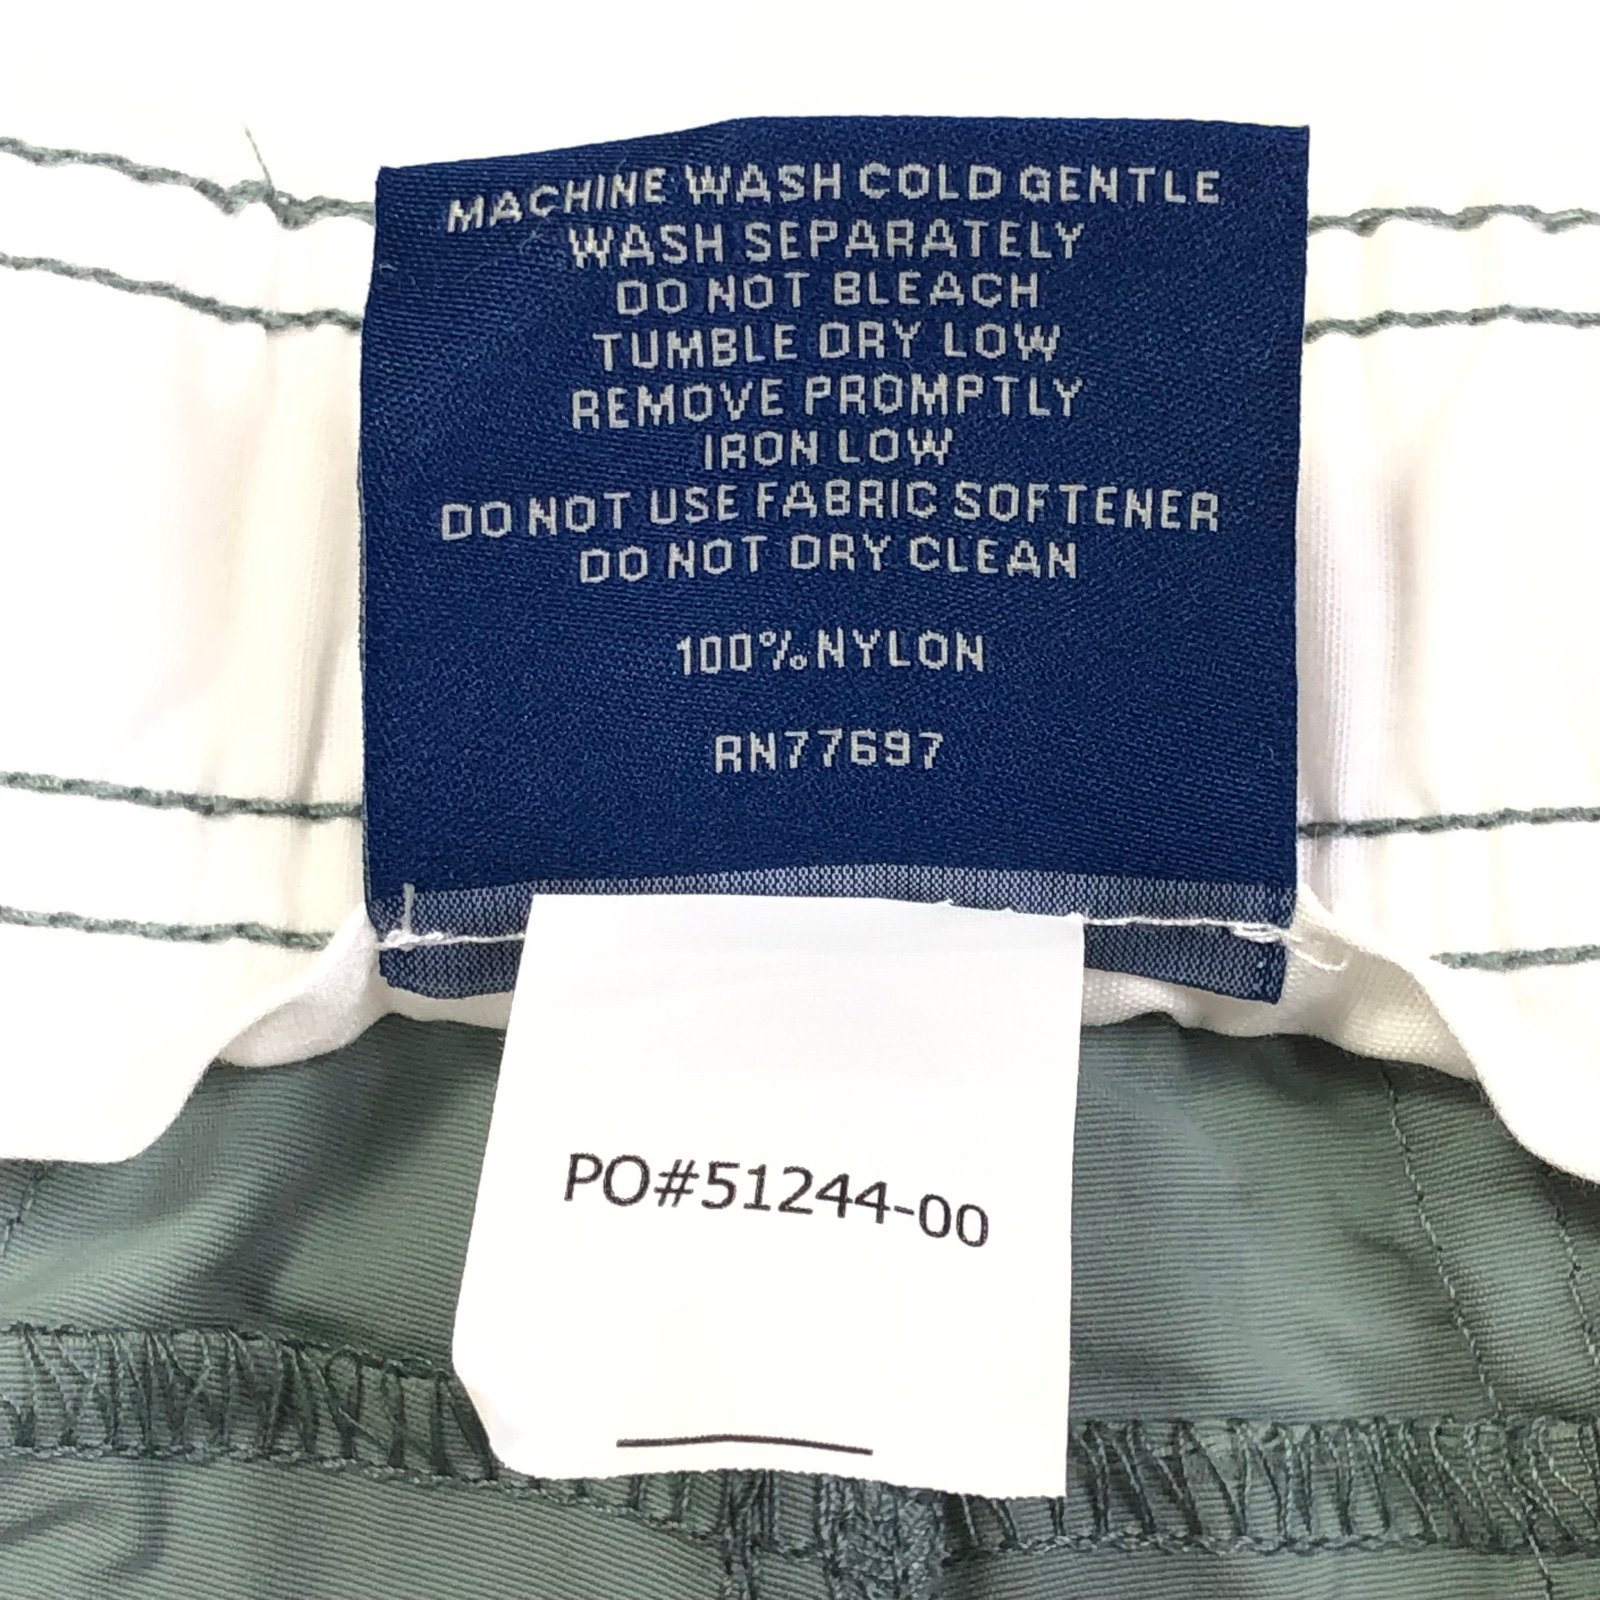 MACHINE WASH COLD GENTLE
WASH SEPARATELY
DO NOT BLEACH
TUMBLE DRY LOW
REMOVE PROMPTLY
IRON LOW
DO NOT USE FABRIC SOFTENER
DO NOT DRY CLEAN
100% NYLON
RN77697
PO#51244-00